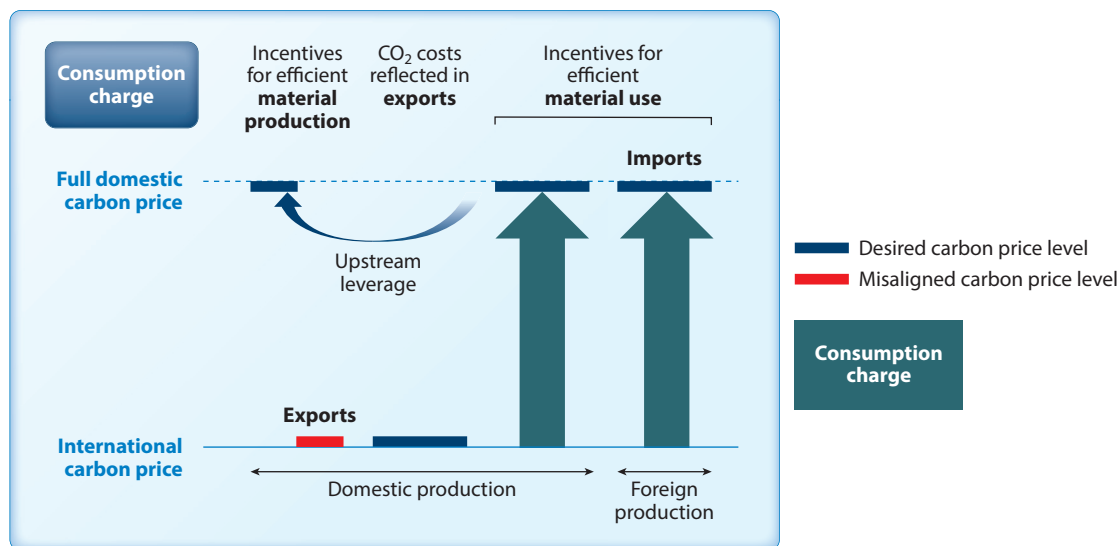 Consumption
charge
Incentives
for efficient
material
production
CO₂ costs
reflected in
exports
Incentives for
efficient
material use
Imports
Full domestic
carbon price
Upstream
leverage
Desired carbon price level
Misaligned carbon price level
Consumption
charge
Exports
International
carbon price
Domestic production
Foreign
production